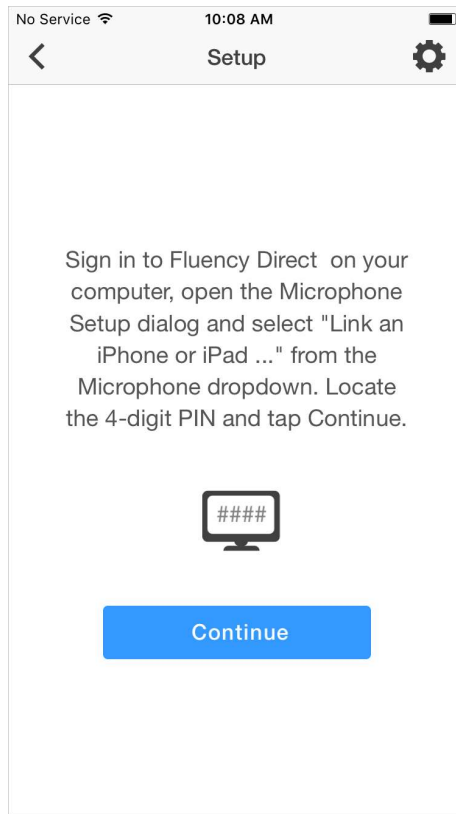 No Service 10:08 AM
Setup
Sign in to Fluency Direct  on your
computer, open the Microphone
Setup dialog and select "Link an
iPhone or iPad ..." from the
Microphone dropdown. Locate
the 4-digit PIN and tap Continue.
####
Continue